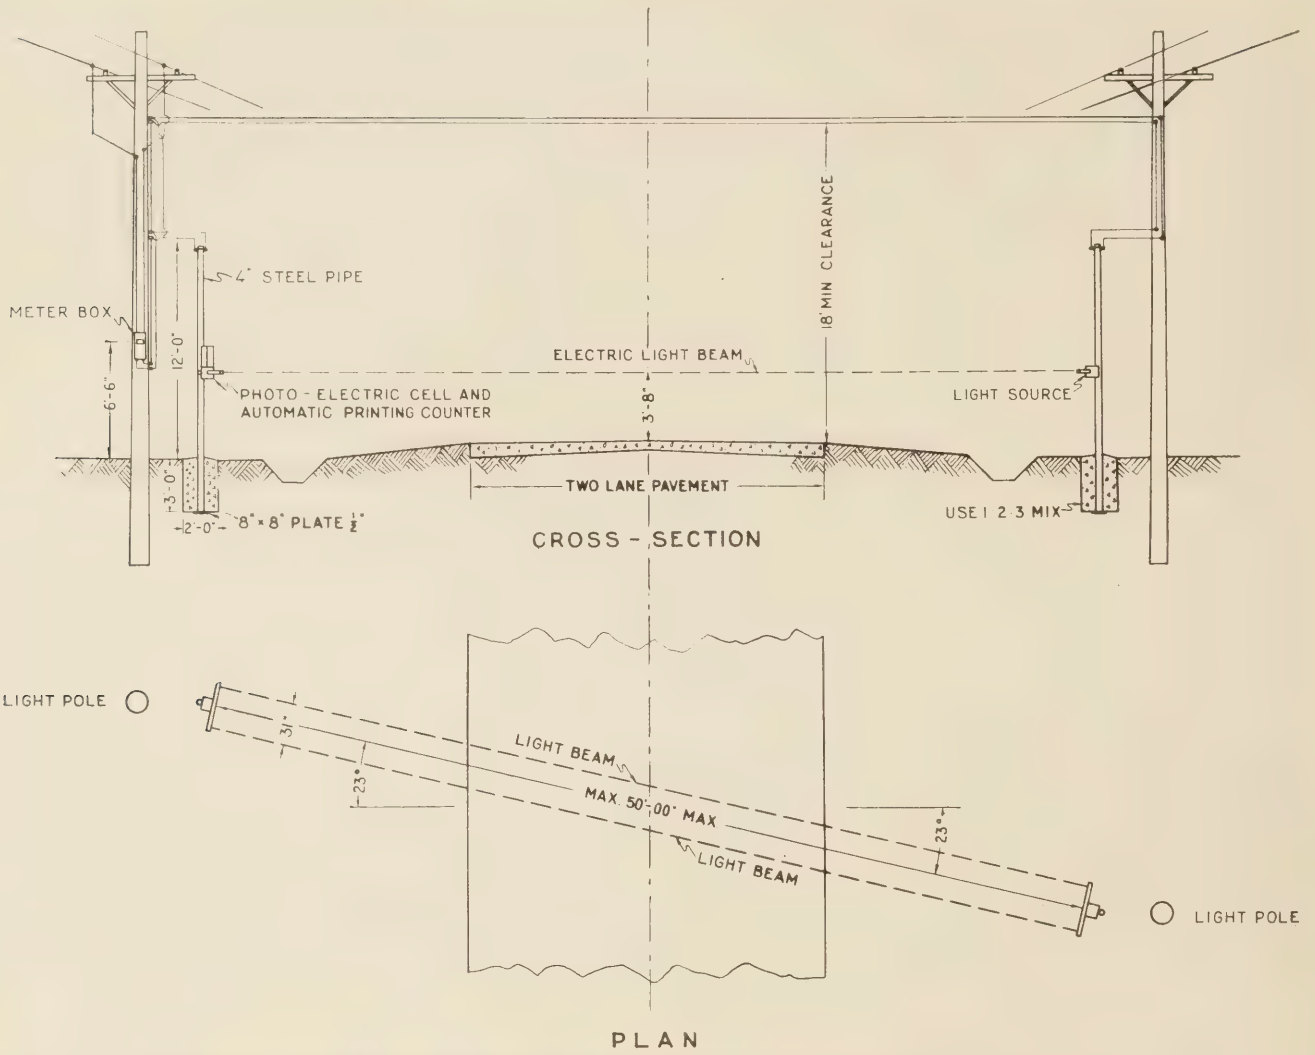 18' MIN CLEARANCE
4" STEEL PIPE
METER BOX
12'-0"
6'-6"
ELECTRIC LIGHT BEAM
PHOTO - ELECTRIC CELL AND
AUTOMATIC PRINTING COUNTER
3'-8"
LIGHT SOURCE
3'-0"
TWO LANE PAVEMENT
2'-0"
8" × 8" PLATE ½"
USE 1 2·3 MIX
CROSS - SECTION
LIGHT POLE
31"
23°
LIGHT BEAM
MAX. 50'-00" MAX
23°
LIGHT BEAM
LIGHT POLE
PLAN